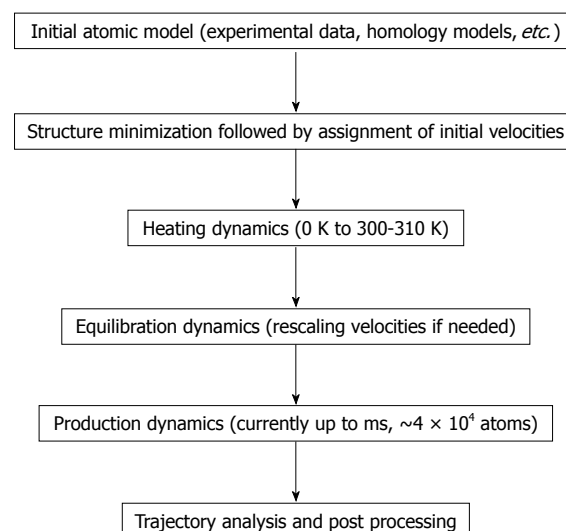 Initial atomic model (experimental data, homology models, etc.)
Structure minimization followed by assignment of initial velocities
Heating dynamics (0 K to 300-310 K)
Equilibration dynamics (rescaling velocities if needed)
Production dynamics (currently up to ms, ~4 × 10⁴ atoms)
Trajectory analysis and post processing